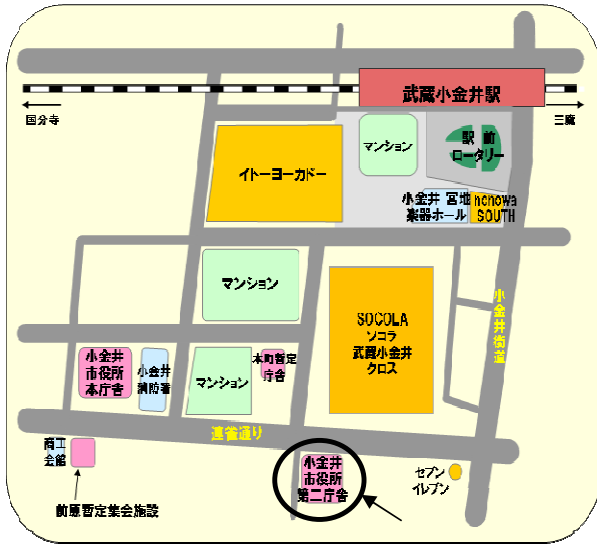 武蔵小金井駅
国分寺
三鷹
マンション
駅 前
ロータリー
イトーヨーカドー
小金井 宮地
楽器ホール
nonowa
SOUTH
マンション
SOCOLA
ソコラ
武蔵小金井
クロス
小金井街道
小金井
市役所
本庁舎
小金井
消防署
マンション
本町暫定
庁舎
連雀通り
商工
会館
小金井
市役所
第二庁舎
セブン
イレブン
前原暫定集会施設